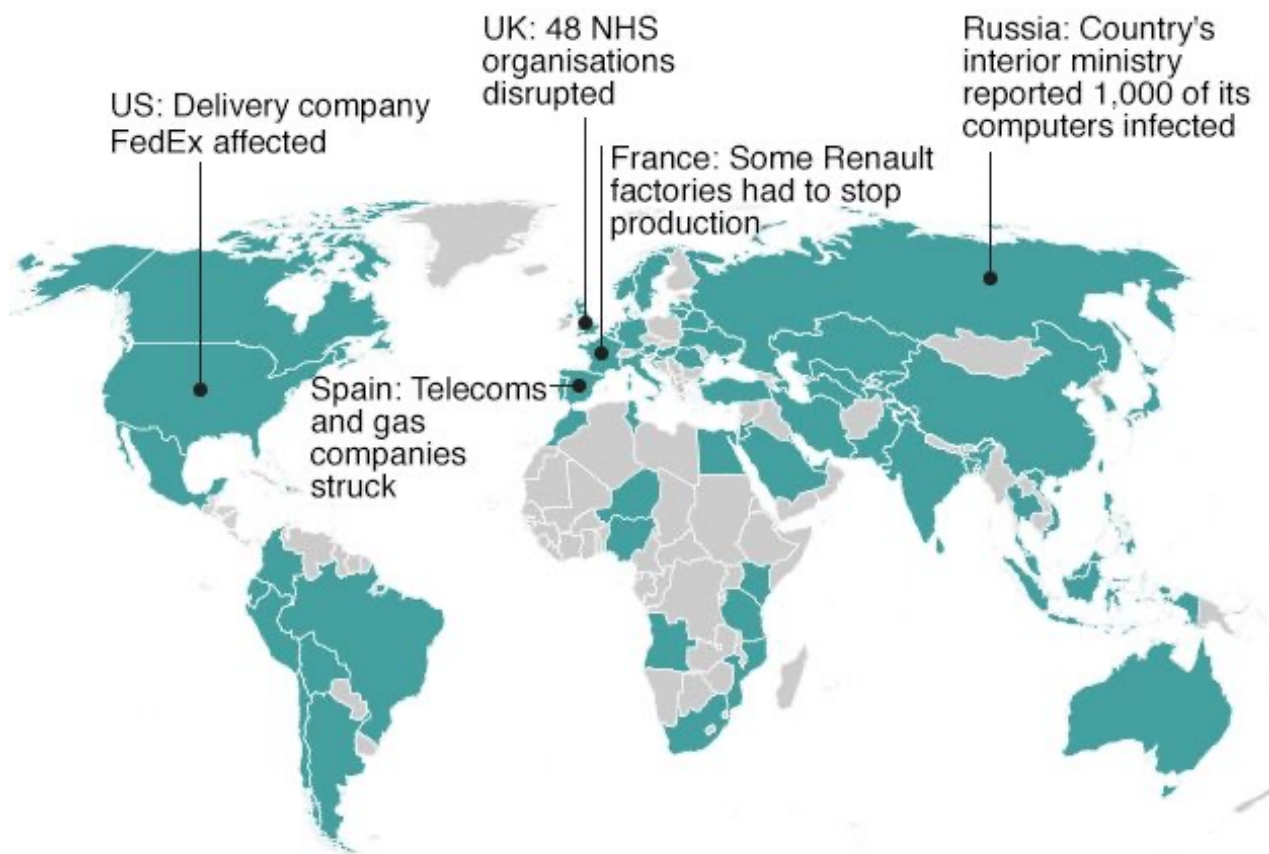 UK: 48 NHS
organisations
disrupted
Russia: Country's
interior ministry
reported 1,000 of its
computers infected
US: Delivery company
FedEx affected
France: Some Renault
factories had to stop
production
Spain: Telecoms
and gas
companies
struck